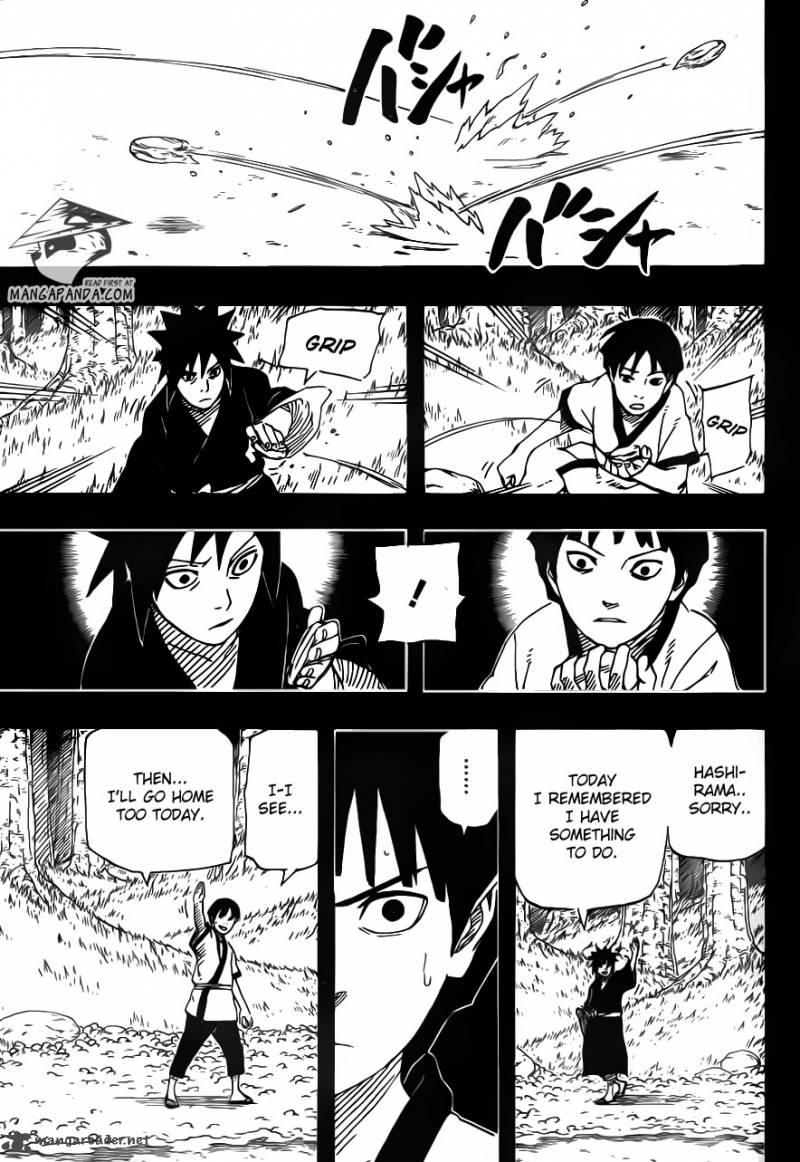 バシャ
バシャ
READ FIRST AT
MANGAPANDA.COM
GRIP
GRIP
!
HASHI-
RAMA..
SORRY..
TODAY
I REMEMBERED
I HAVE
SOMETHING
TO DO.
........
I-I
SEE...
THEN...
I'LL GO HOME
TOO TODAY.
mangareader.net